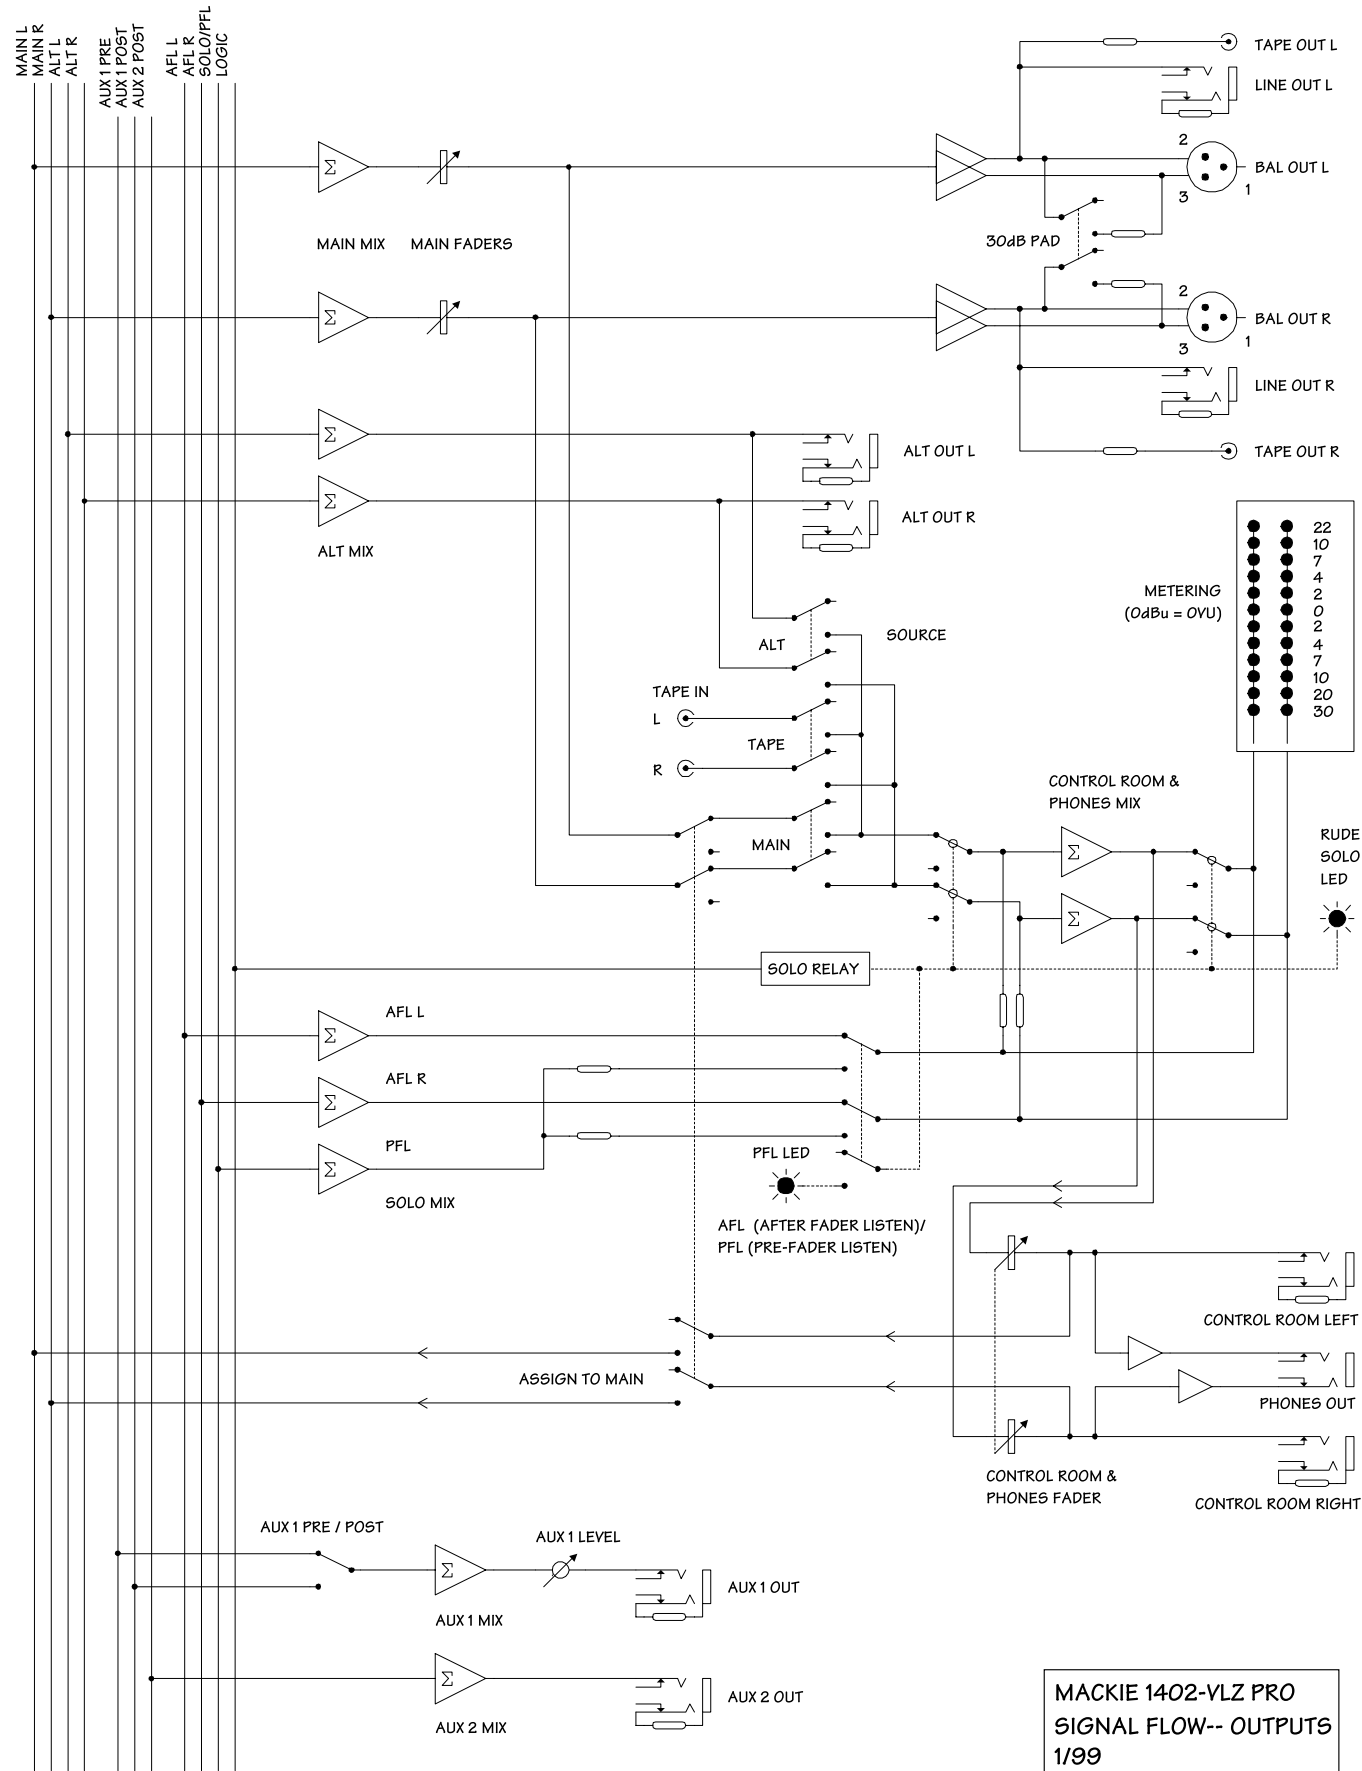 MAIN L
MAIN R
ALT L
ALT R
AUX 1 PRE
AUX 1 POST
AUX 2 POST
AFL L
AFL R
SOLO/PFL
LOGIC
TAPE OUT L
LINE OUT L
2
BAL OUT L
3
1
Σ
MAIN MIX
MAIN FADERS
30dB PAD
2
BAL OUT R
3
1
Σ
LINE OUT R
Σ
ALT OUT L
TAPE OUT R
Σ
ALT OUT R
ALT MIX
22
10
7
4
2
0
2
4
7
10
20
30
METERING
(0dBu = 0VU)
ALT
SOURCE
TAPE IN
L
TAPE
R
MAIN
CONTROL ROOM &
PHONES MIX
Σ
Σ
RUDE
SOLO
LED
SOLO RELAY
AFL L
Σ
AFL R
Σ
PFL
Σ
SOLO MIX
PFL LED
AFL (AFTER FADER LISTEN)/
PFL (PRE-FADER LISTEN)
CONTROL ROOM LEFT
ASSIGN TO MAIN
PHONES OUT
CONTROL ROOM &
PHONES FADER
CONTROL ROOM RIGHT
AUX 1 PRE / POST
AUX 1 LEVEL
Σ
AUX 1 OUT
AUX 1 MIX
Σ
AUX 2 OUT
AUX 2 MIX
MACKIE 1402-VLZ PRO
SIGNAL FLOW-- OUTPUTS
1/99